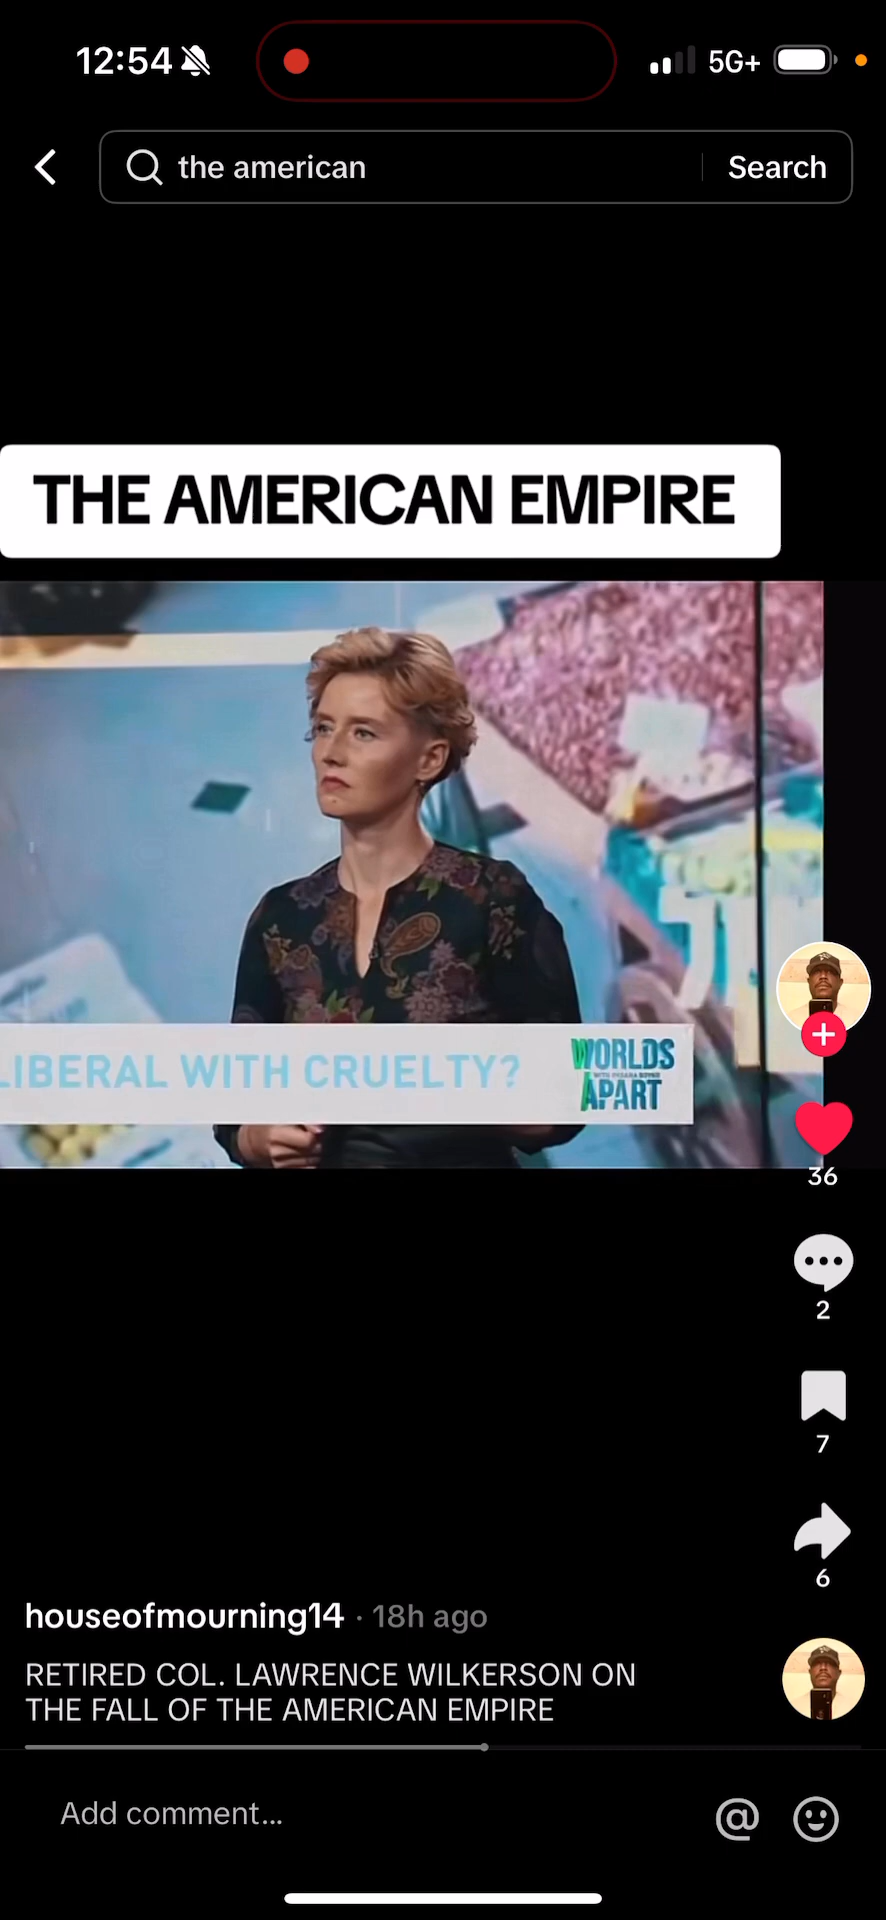 12:54
5G+
the american
Search
THE AMERICAN EMPIRE
LIBERAL WITH CRUELTY?
WORLDS
APART
36
2
7
6
houseofmourning14 · 18h ago
RETIRED COL. LAWRENCE WILKERSON ON
THE FALL OF THE AMERICAN EMPIRE
Add comment...